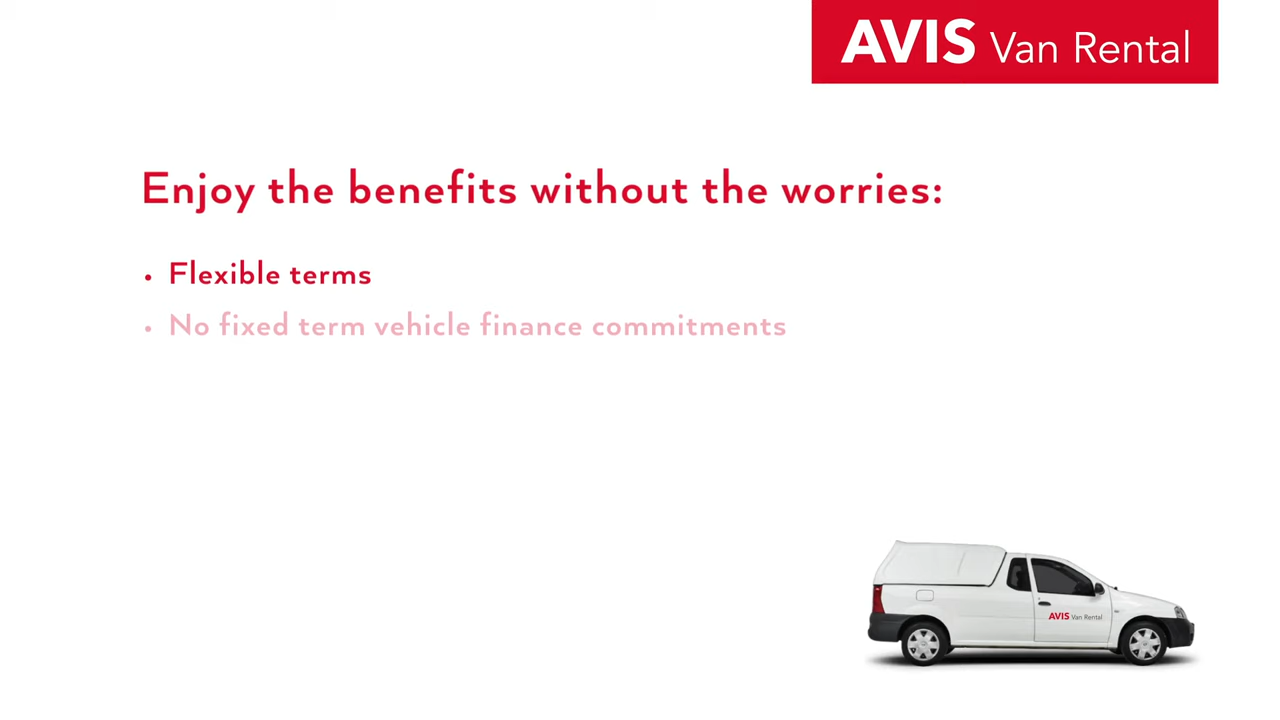 AVIS Van Rental
Enjoy the benefits without the worries:
• Flexible terms
• No fixed term vehicle finance commitments
AVIS Van Rental